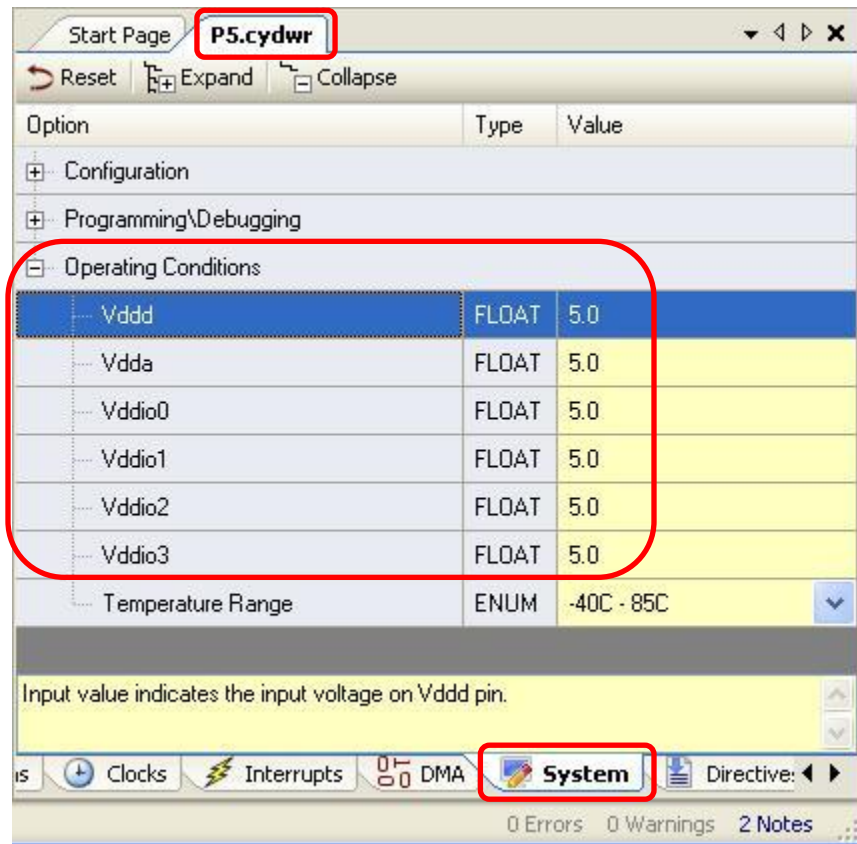 Start Page P5.cydwr
Reset Expand Collapse
Option Type Value
Configuration
Programming\Debugging
Operating Conditions
Vddd FLOAT 5.0
Vdda FLOAT 5.0
Vddio0 FLOAT 5.0
Vddio1 FLOAT 5.0
Vddio2 FLOAT 5.0
Vddio3 FLOAT 5.0
Temperature Range ENUM -40C - 85C
Input value indicates the input voltage on Vddd pin.
Clocks Interrupts DMA System Directive
0 Errors 0 Warnings 2 Notes